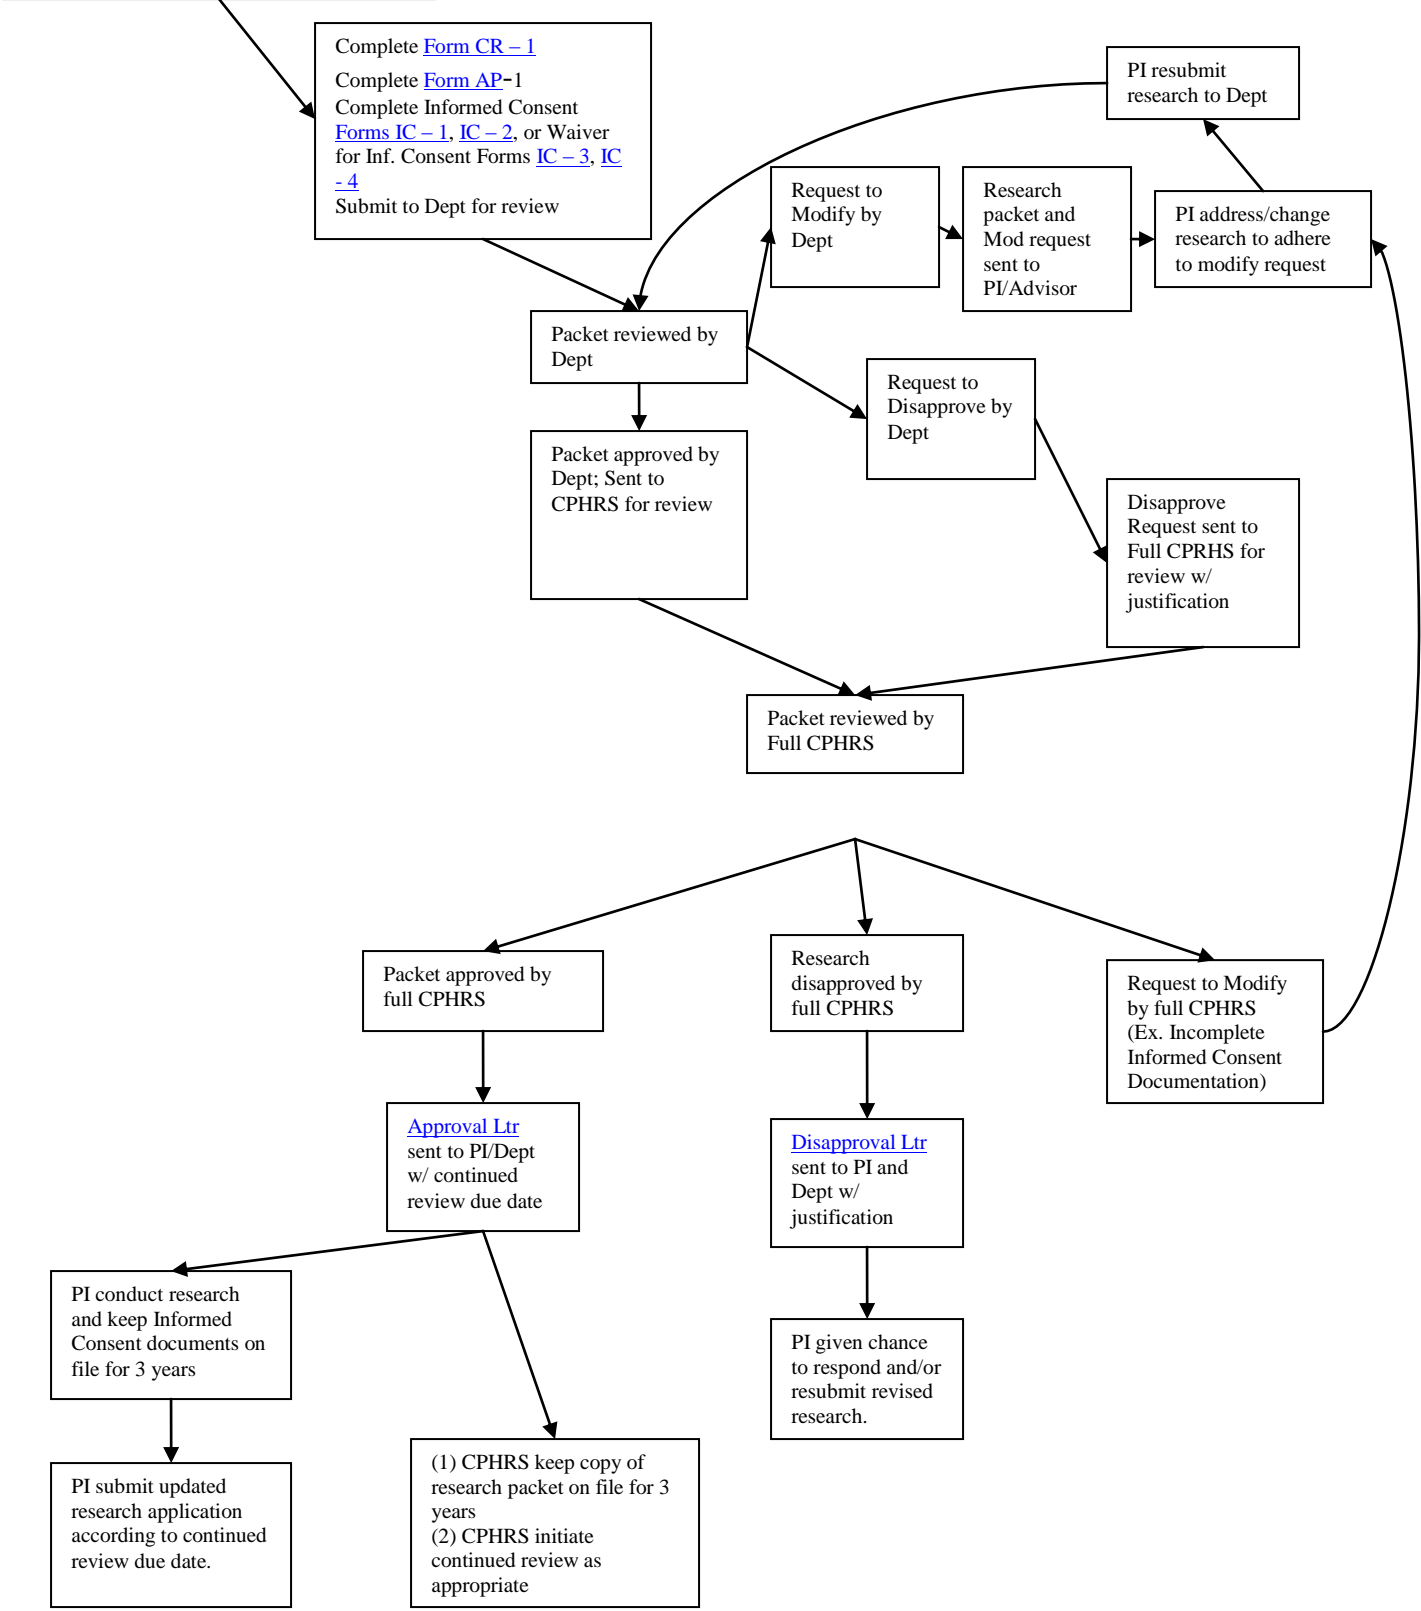 Complete Form CR – 1
Complete Form AP-1
Complete Informed Consent
Forms IC – 1, IC – 2, or Waiver
for Inf. Consent Forms IC – 3, IC
- 4
Submit to Dept for review
PI resubmit
research to Dept
Request to
Modify by
Dept
Research
packet and
Mod request
sent to
PI/Advisor
PI address/change
research to adhere
to modify request
Packet reviewed by
Dept
Request to
Disapprove by
Dept
Packet approved by
Dept; Sent to
CPHRS for review
Disapprove
Request sent to
Full CPRHS for
review w/
justification
Packet reviewed by
Full CPHRS
Packet approved by
full CPHRS
Research
disapproved by
full CPHRS
Request to Modify
by full CPHRS
(Ex. Incomplete
Informed Consent
Documentation)
Approval Ltr
sent to PI/Dept
w/ continued
review due date
Disapproval Ltr
sent to PI and
Dept w/
justification
PI conduct research
and keep Informed
Consent documents on
file for 3 years
PI given chance
to respond and/or
resubmit revised
research.
PI submit updated
research application
according to continued
review due date.
(1) CPHRS keep copy of
research packet on file for 3
years
(2) CPHRS initiate
continued review as
appropriate